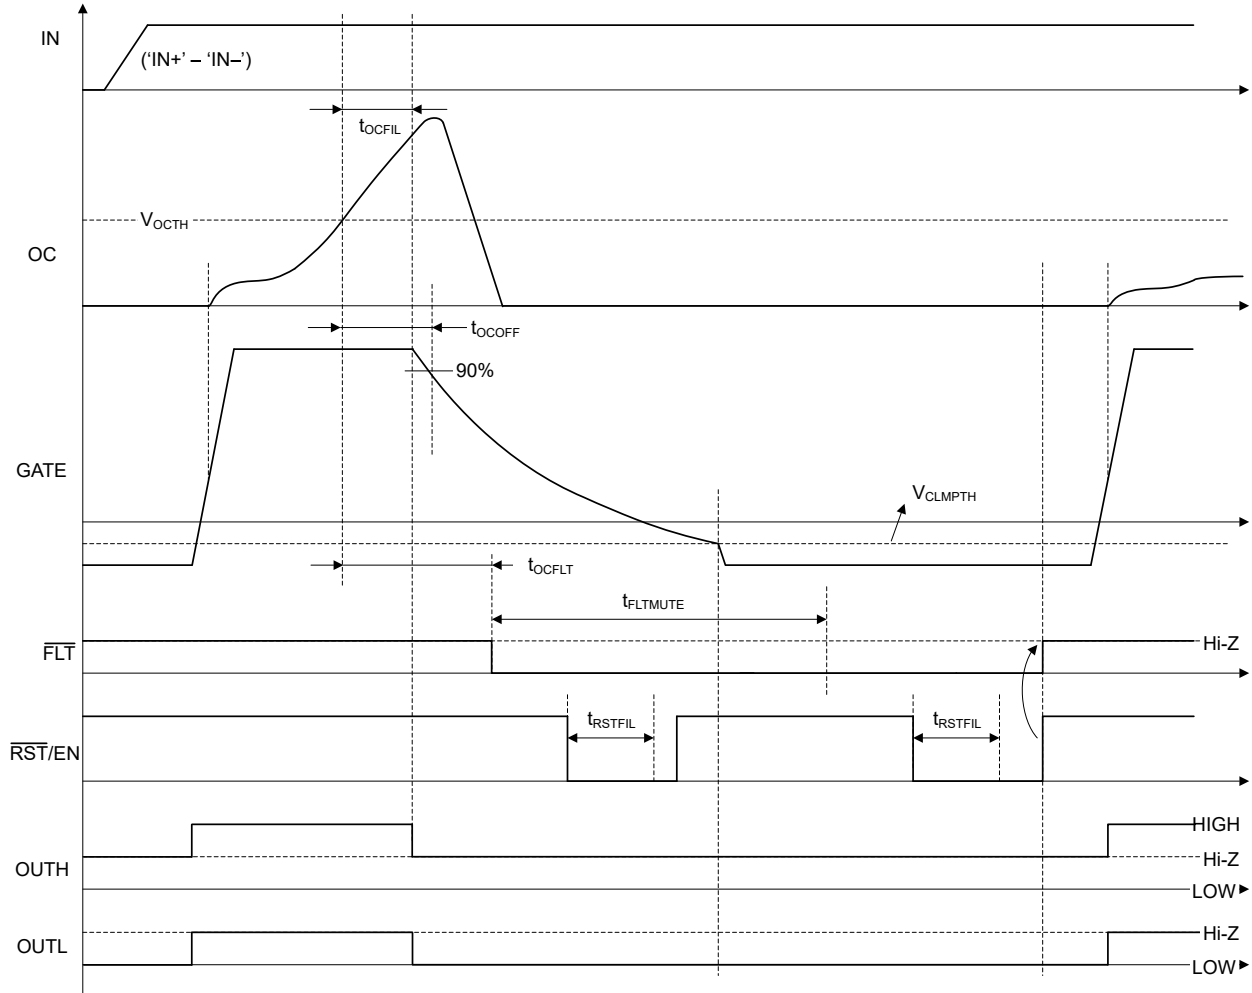 IN
('IN+' – 'IN–')
tOCFIL
VOCTH
OC
tOCOFF
90%
GATE
VCLMPTH
tOCFLT
tFLTMUTE
FLT
Hi-Z
tRSTFIL
tRSTFIL
RST/EN
HIGH
OUTH
Hi-Z
LOW
OUTL
Hi-Z
LOW